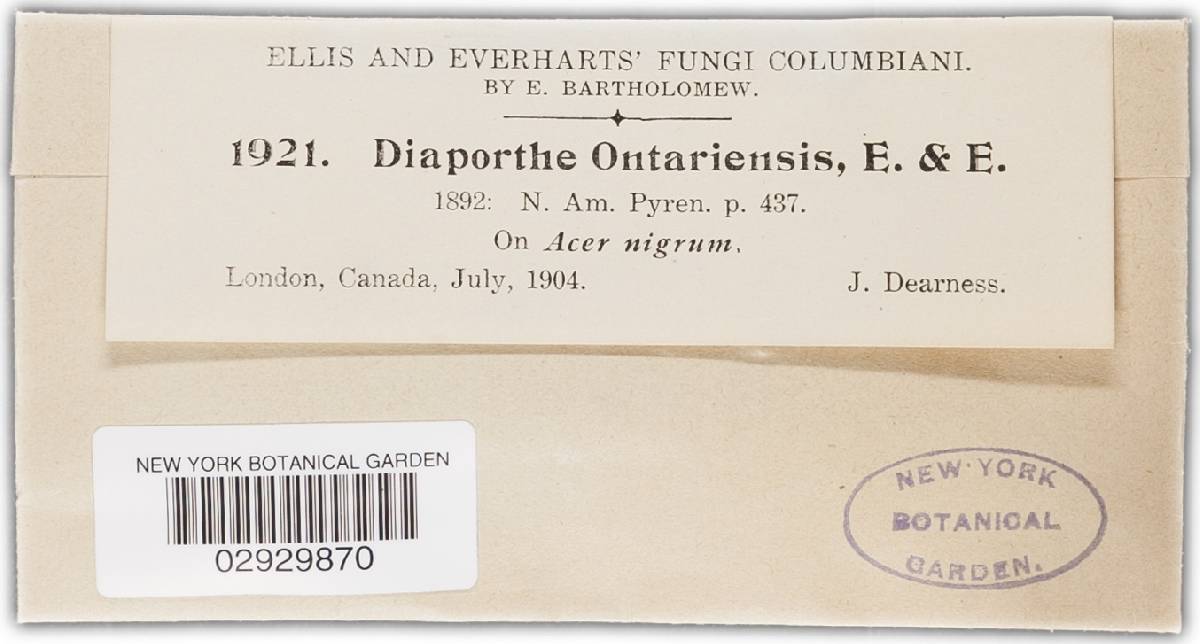 ELLIS AND EVERHARTS' FUNGI COLUMBIANI.
BY E. BARTHOLOMEW.
1921. Diaporthe Ontariensis, E. & E.
1892: N. Am. Pyren. p. 437.
On Acer nigrum.
London, Canada, July, 1904. J. Dearness.
NEW YORK BOTANICAL GARDEN
02929870
NEW YORK
BOTANICAL
GARDEN.